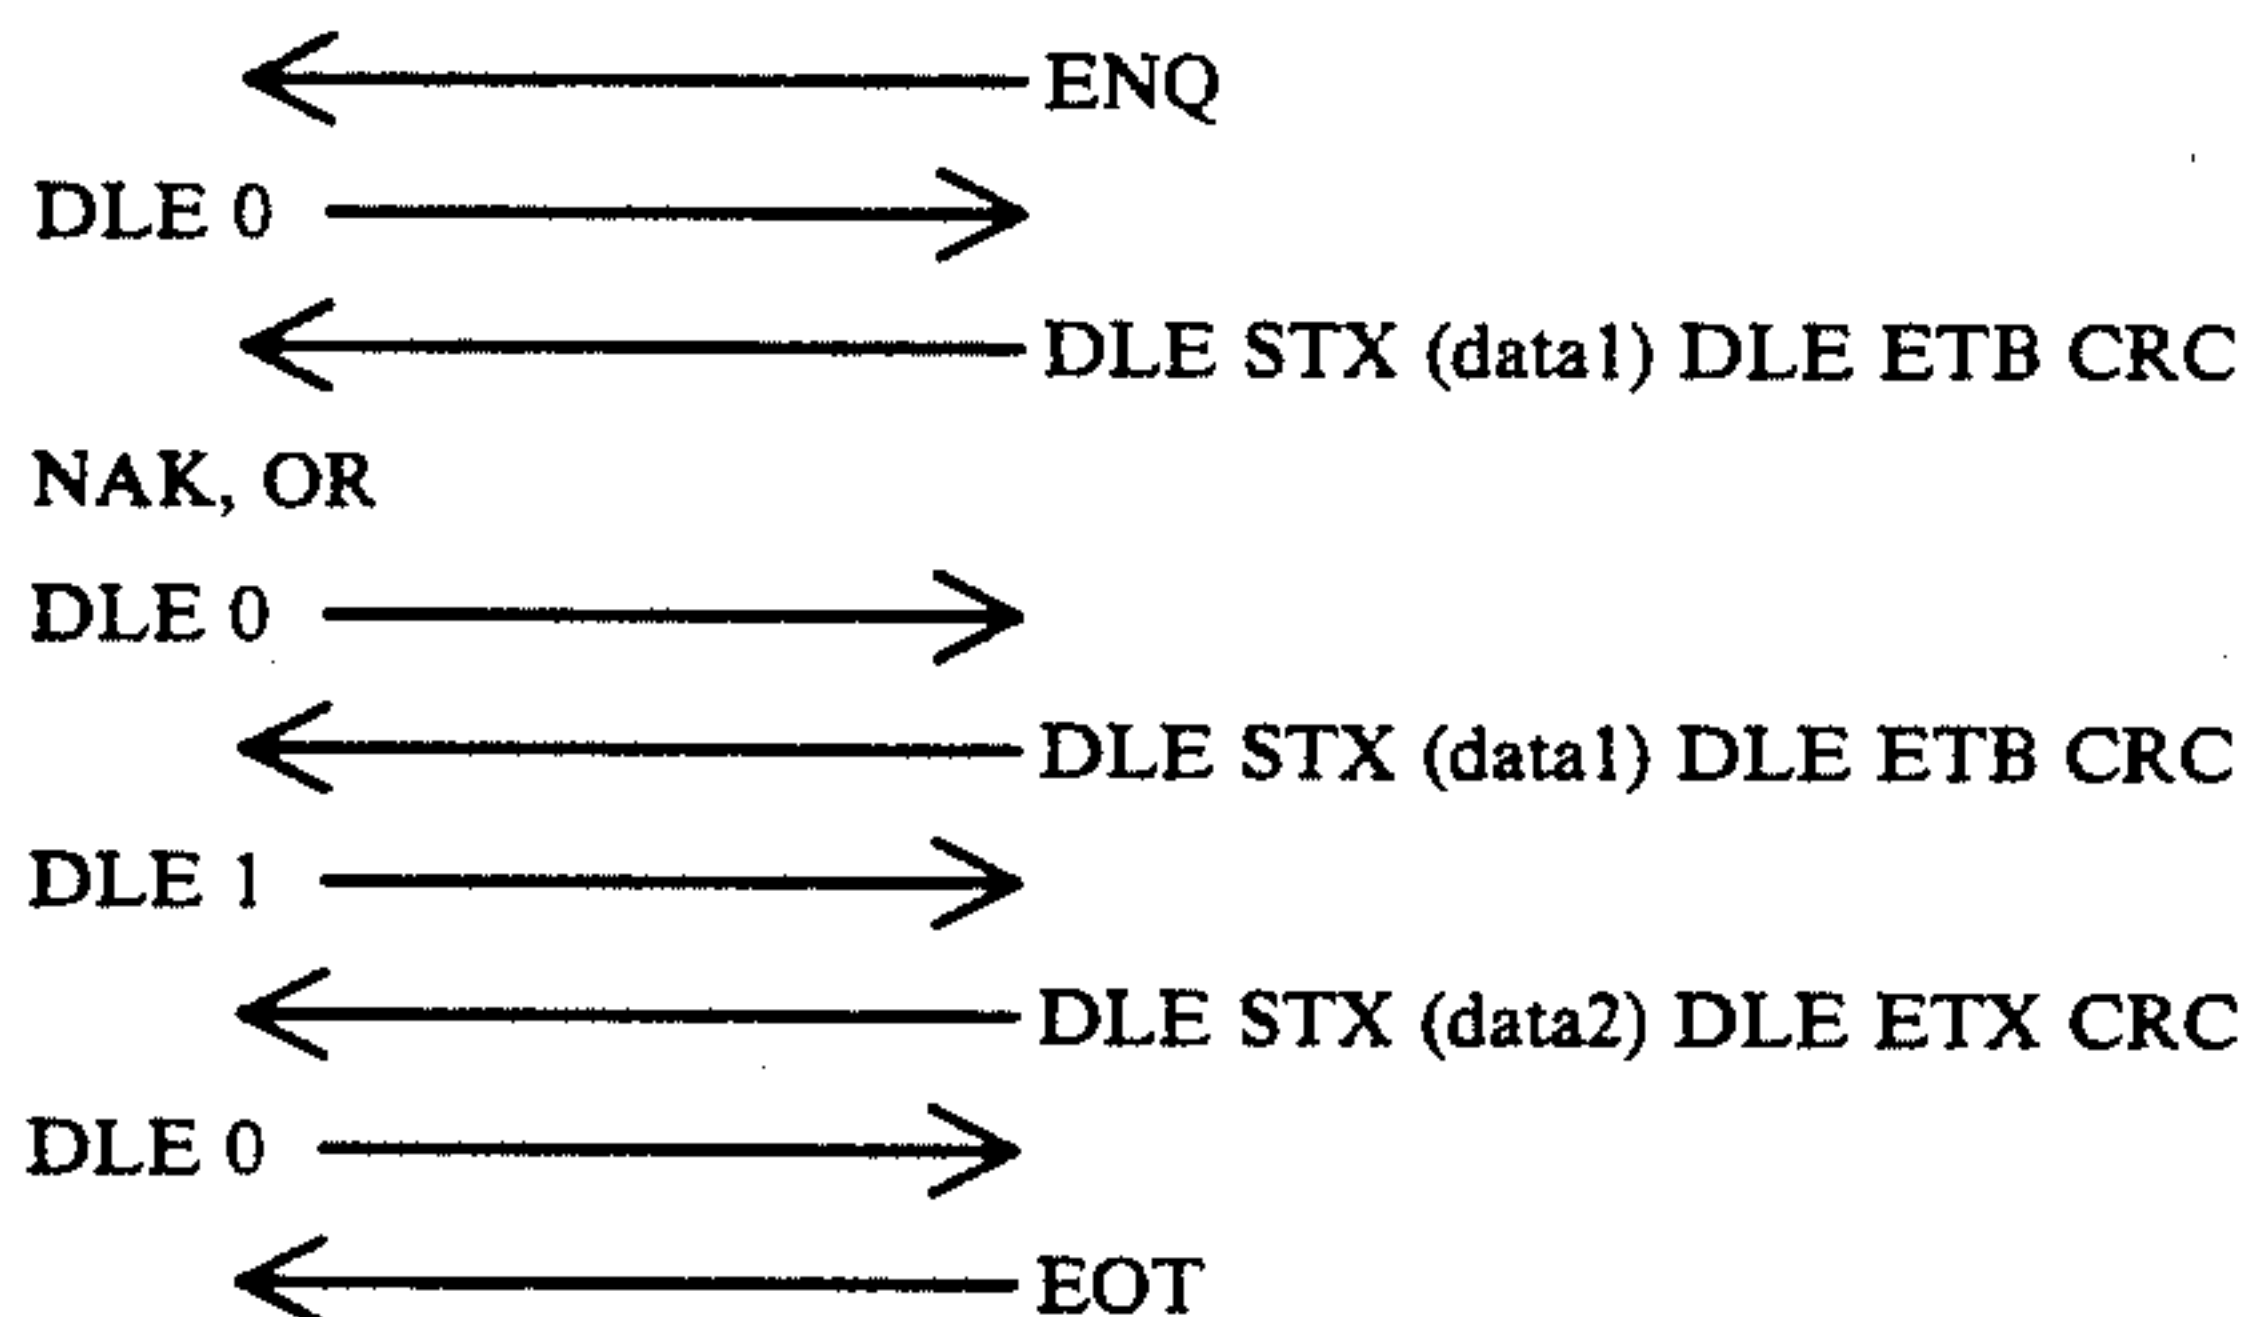 ENQ
DLE 0
DLE STX (data1) DLE ETB CRC
NAK, OR
DLE 0
DLE STX (data1) DLE ETB CRC
DLE 1
DLE STX (data2) DLE ETX CRC
DLE 0
EOT